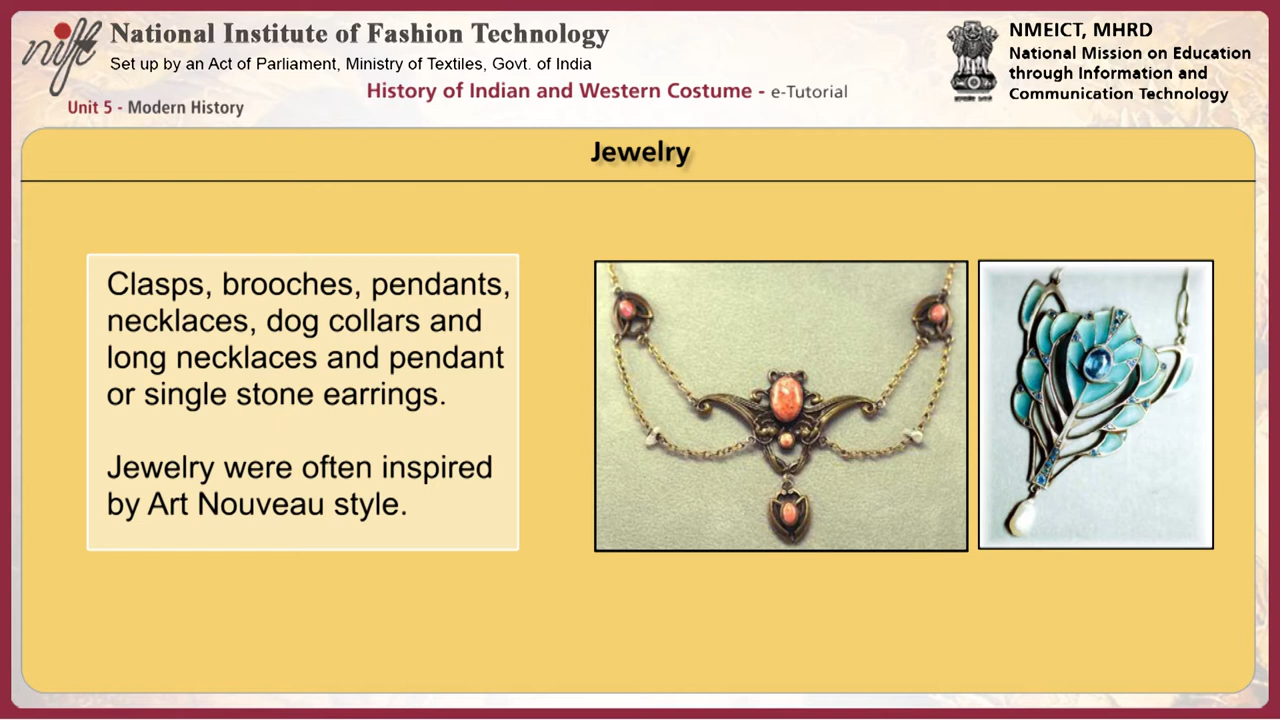 nift
National Institute of Fashion Technology
Set up by an Act of Parliament, Ministry of Textiles, Govt. of India
History of Indian and Western Costume - e-Tutorial
Unit 5 - Modern History
NMEICT, MHRD
National Mission on Education
through Information and
Communication Technology
Jewelry
Clasps, brooches, pendants,
necklaces, dog collars and
long necklaces and pendant
or single stone earrings.
Jewelry were often inspired
by Art Nouveau style.